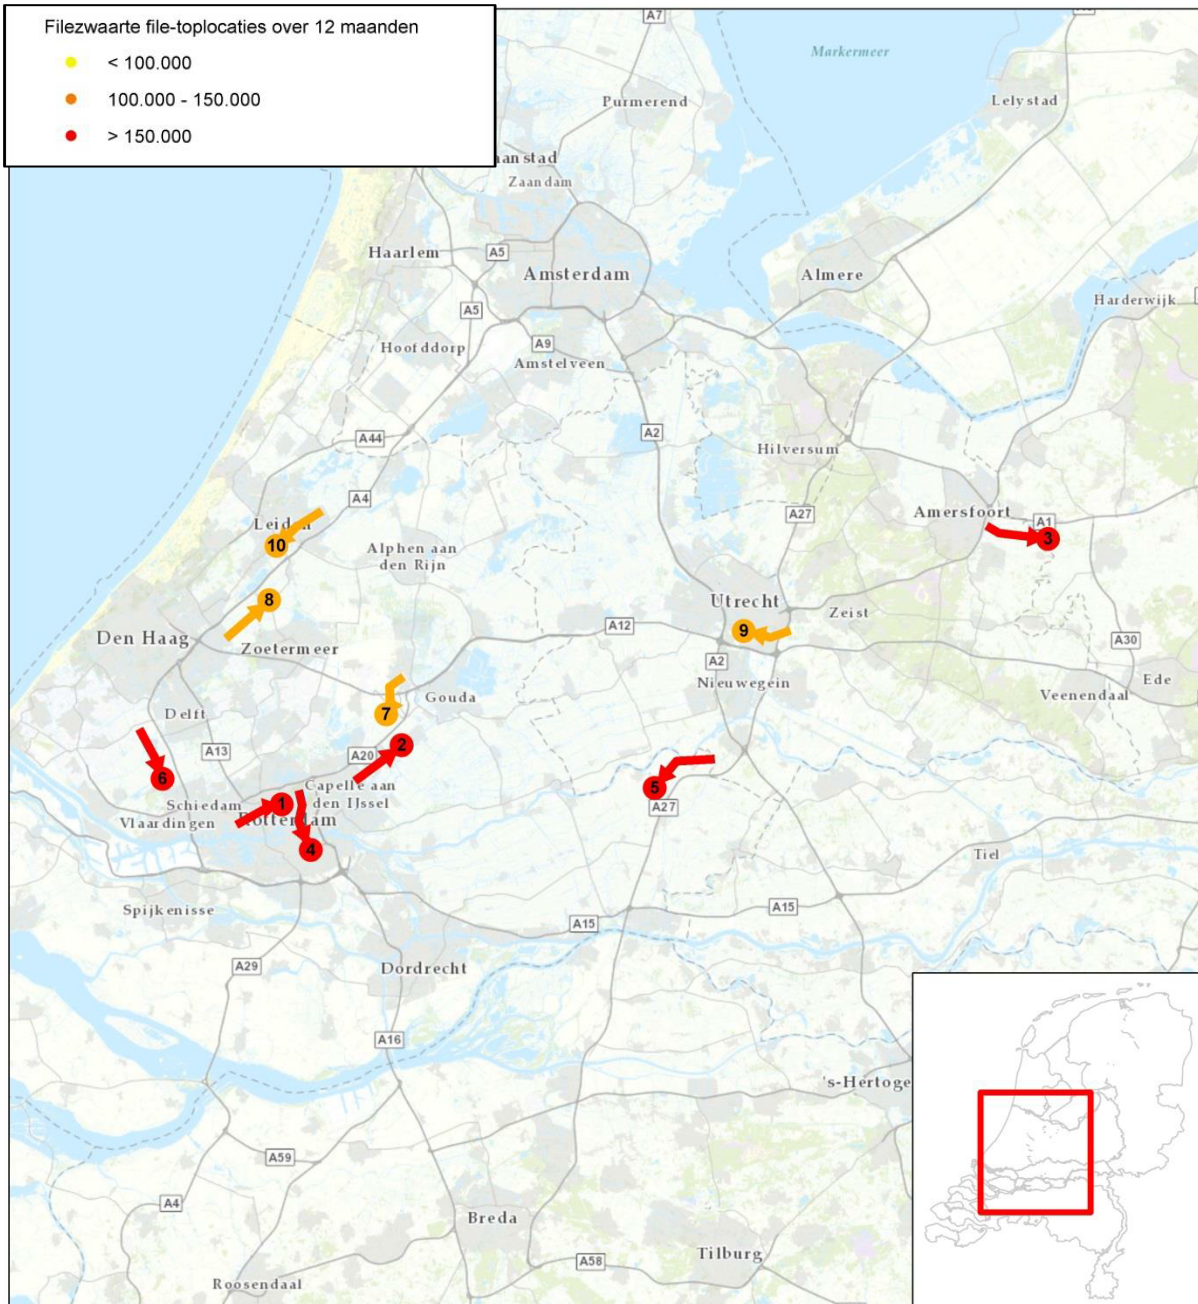 Filezwaarte file-toplocaties over 12 maanden
< 100.000
100.000 - 150.000
> 150.000
A7
Markermeer
Purmerend
Lelystad
aanstad
Zaandam
Haarlem
A5
Amsterdam
Almere
Harderwijk
A5
Hoofddorp
A9
Amstelveen
A44
A2
Hilversum
A4
Leiden
A27
Amersfoort
A1
3
10
Alphen aan
den Rijn
8
Utrecht
Zeist
Den Haag
A12
9
Zoetermeer
A2
A30
Nieuwegein
Ede
Veenendaal
Gouda
7
Delft
2
A13
A20
6
Capelle aan
den IJssel
5
A27
Schiedam
1
Vlaardingen
Rotterdam
4
Tiel
Spijkenisse
A15
A15
A29
Dordrecht
A16
's-Hertoge
A59
A4
Breda
Tilburg
A58
Roosendaal